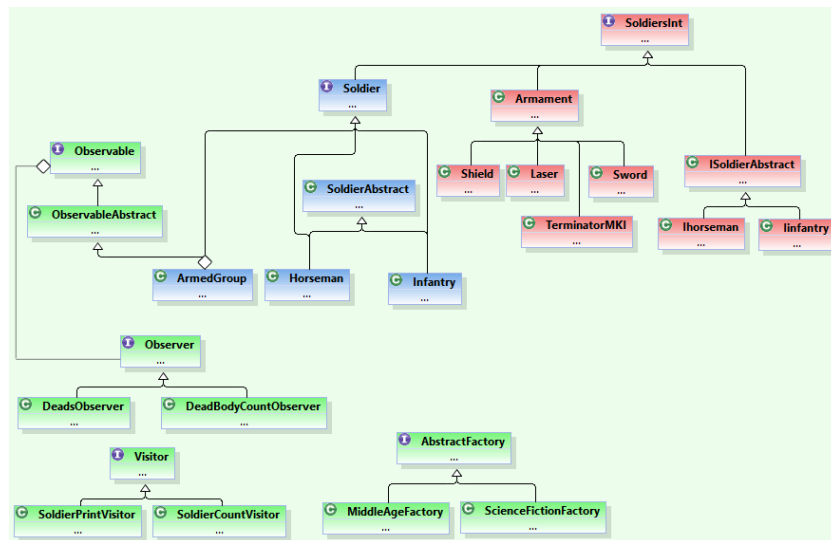 I SoldiersInt
...
I Soldier
...
C Armament
...
I Observable
...
C Shield
...
C Laser
...
C Sword
...
C ISoldierAbstract
...
C SoldierAbstract
...
C ObservableAbstract
...
C TerminatorMKI
...
C Ihorseman
...
C Iinfantry
...
C ArmedGroup
...
C Horseman
...
C Infantry
...
I Observer
...
C DeadsObserver
...
C DeadBodyCountObserver
...
I Visitor
...
I AbstractFactory
...
C SoldierPrintVisitor
...
C SoldierCountVisitor
...
C MiddleAgeFactory
...
C ScienceFictionFactory
...